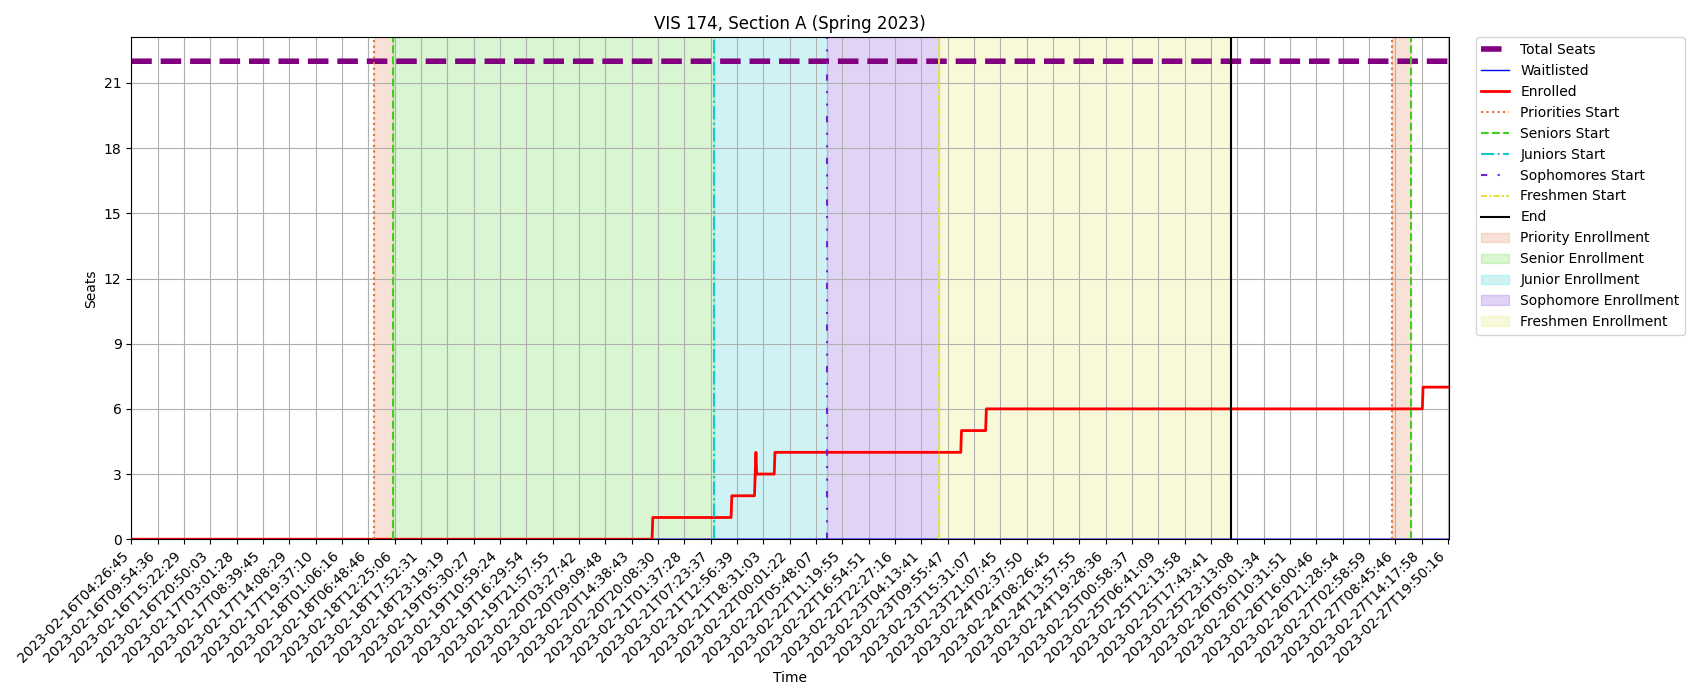 VIS 174, Section A (Spring 2023)
Seats
21
18
15
12
9
6
3
0
2023-02-16T04:26:45
2023-02-16T09:54:36
2023-02-16T15:22:29
2023-02-16T20:50:03
2023-02-17T03:01:28
2023-02-17T08:39:45
2023-02-17T14:08:29
2023-02-17T19:37:10
2023-02-18T01:06:16
2023-02-18T06:48:46
2023-02-18T12:25:06
2023-02-18T17:52:31
2023-02-18T23:19:19
2023-02-19T05:30:27
2023-02-19T10:59:24
2023-02-19T16:29:54
2023-02-19T21:57:55
2023-02-20T03:27:42
2023-02-20T09:09:48
2023-02-20T14:38:43
2023-02-20T20:08:30
2023-02-21T01:37:28
2023-02-21T07:23:37
2023-02-21T12:56:39
2023-02-21T18:31:03
2023-02-22T00:01:22
2023-02-22T05:48:07
2023-02-22T11:19:55
2023-02-22T16:54:51
2023-02-22T22:27:16
2023-02-23T04:13:41
2023-02-23T09:55:47
2023-02-23T15:31:07
2023-02-23T21:07:45
2023-02-24T02:37:50
2023-02-24T08:26:45
2023-02-24T13:57:55
2023-02-24T19:28:36
2023-02-25T00:58:37
2023-02-25T06:41:09
2023-02-25T12:13:58
2023-02-25T17:43:41
2023-02-25T23:13:08
2023-02-26T05:01:34
2023-02-26T10:31:51
2023-02-26T16:00:46
2023-02-26T21:28:54
2023-02-27T02:58:59
2023-02-27T08:45:46
2023-02-27T14:17:58
2023-02-27T19:50:16
Time
Total Seats
Waitlisted
Enrolled
Priorities Start
Seniors Start
Juniors Start
Sophomores Start
Freshmen Start
End
Priority Enrollment
Senior Enrollment
Junior Enrollment
Sophomore Enrollment
Freshmen Enrollment